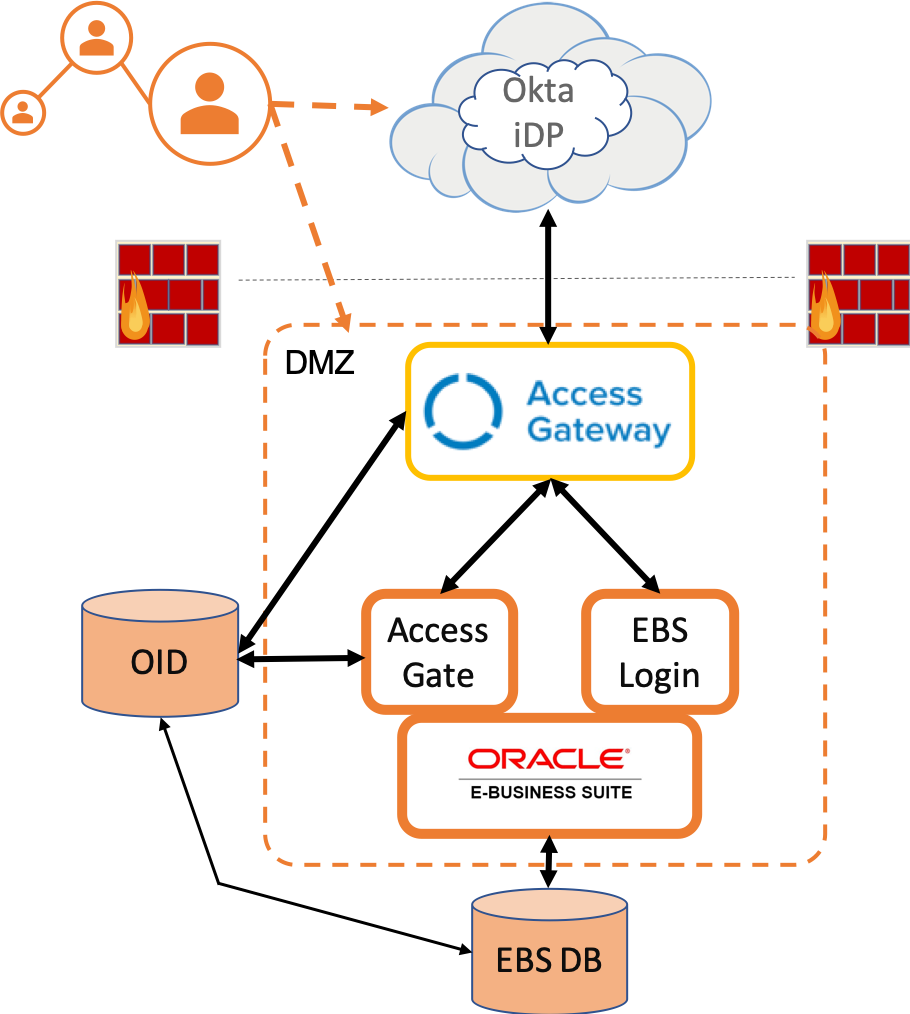 Okta
iDP
DMZ
Access
Gateway
Access
Gate
EBS
Login
OID
ORACLE®
E-BUSINESS SUITE
EBS DB